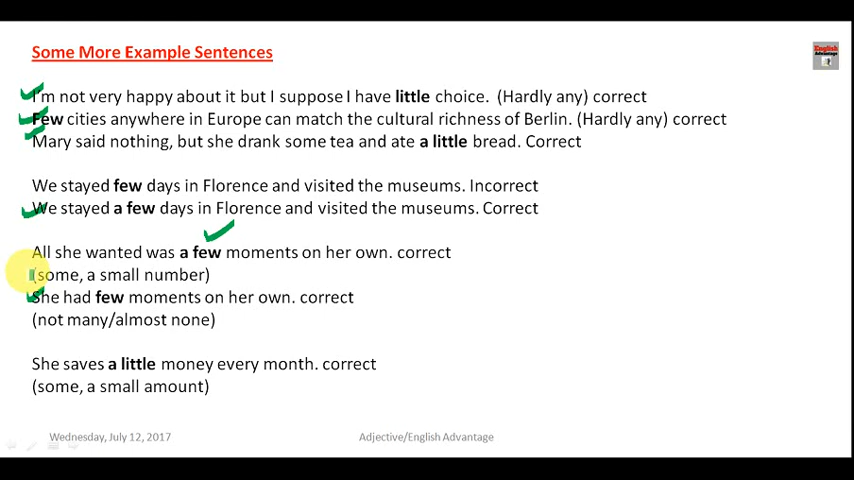 Some More Example Sentences
English
Advantage
I'm not very happy about it but I suppose I have little choice. (Hardly any) correct
Few cities anywhere in Europe can match the cultural richness of Berlin. (Hardly any) correct
Mary said nothing, but she drank some tea and ate a little bread. Correct
We stayed few days in Florence and visited the museums. Incorrect
We stayed a few days in Florence and visited the museums. Correct
All she wanted was a few moments on her own. correct
(some, a small number)
She had few moments on her own. correct
(not many/almost none)
She saves a little money every month. correct
(some, a small amount)
Wednesday, July 12, 2017
Adjective/English Advantage